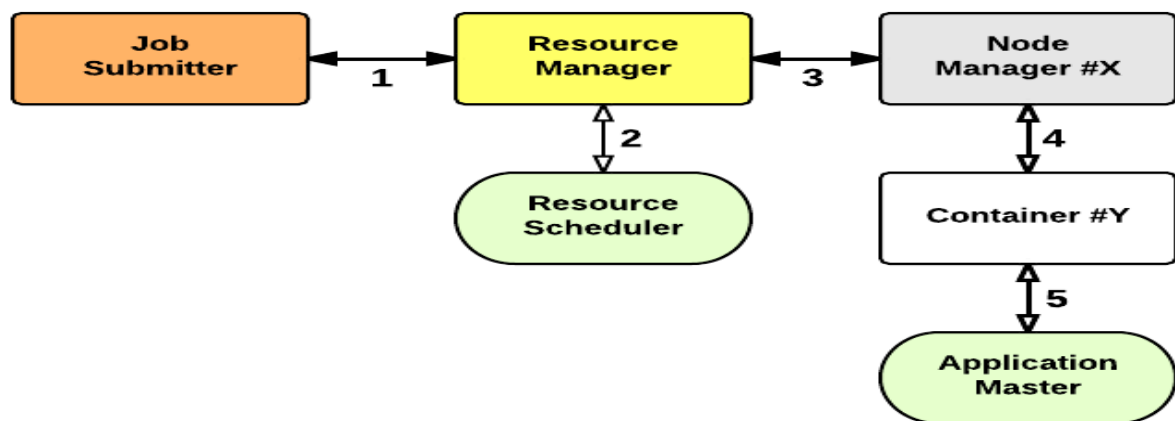 Job
Submitter
1
Resource
Manager
3
Node
Manager #X
2
4
Resource
Scheduler
Container #Y
5
Application
Master